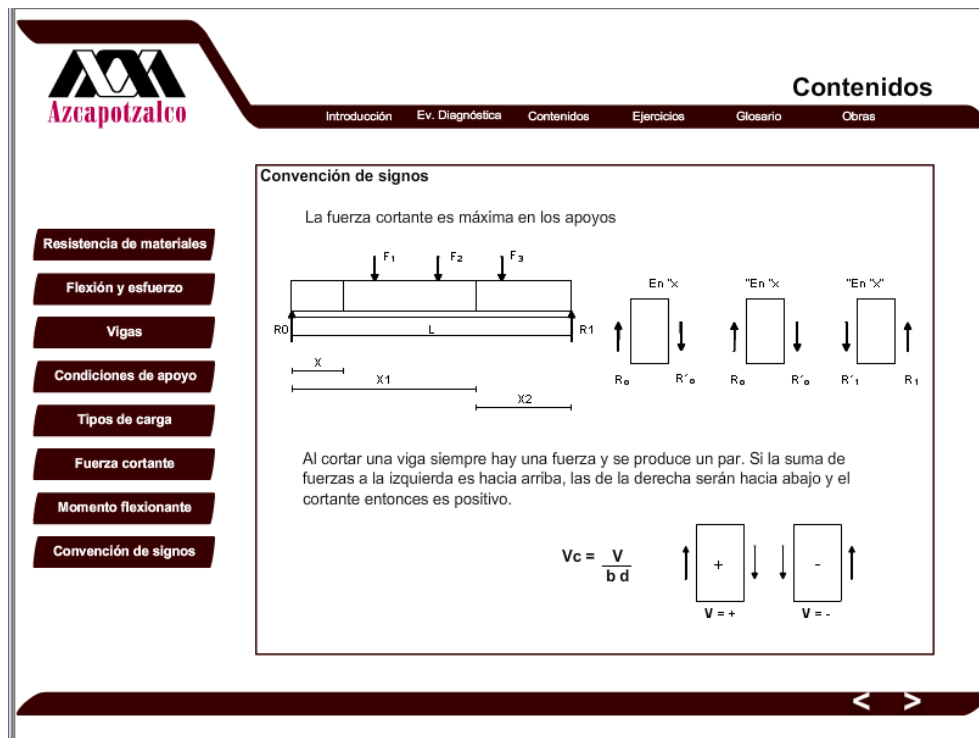 Azcapotzalco
Contenidos
Introducción Ev. Diagnóstica Contenidos Ejercicios Glosario Obras
Resistencia de materiales
Flexión y esfuerzo
Vigas
Condiciones de apoyo
Tipos de carga
Fuerza cortante
Momento flexionante
Convención de signos
Convención de signos
La fuerza cortante es máxima en los apoyos
F₁ F₂ F₃
R0 L R1
X
X1
X2
En "x "En "x "En "X"
R₀ R´₀ R₀ R´₀ R´₁ R₁
Al cortar una viga siempre hay una fuerza y se produce un par. Si la suma de
fuerzas a la izquierda es hacia arriba, las de la derecha serán hacia abajo y el
cortante entonces es positivo.
Vc = V
b d
+ -
V = + V = -
< >